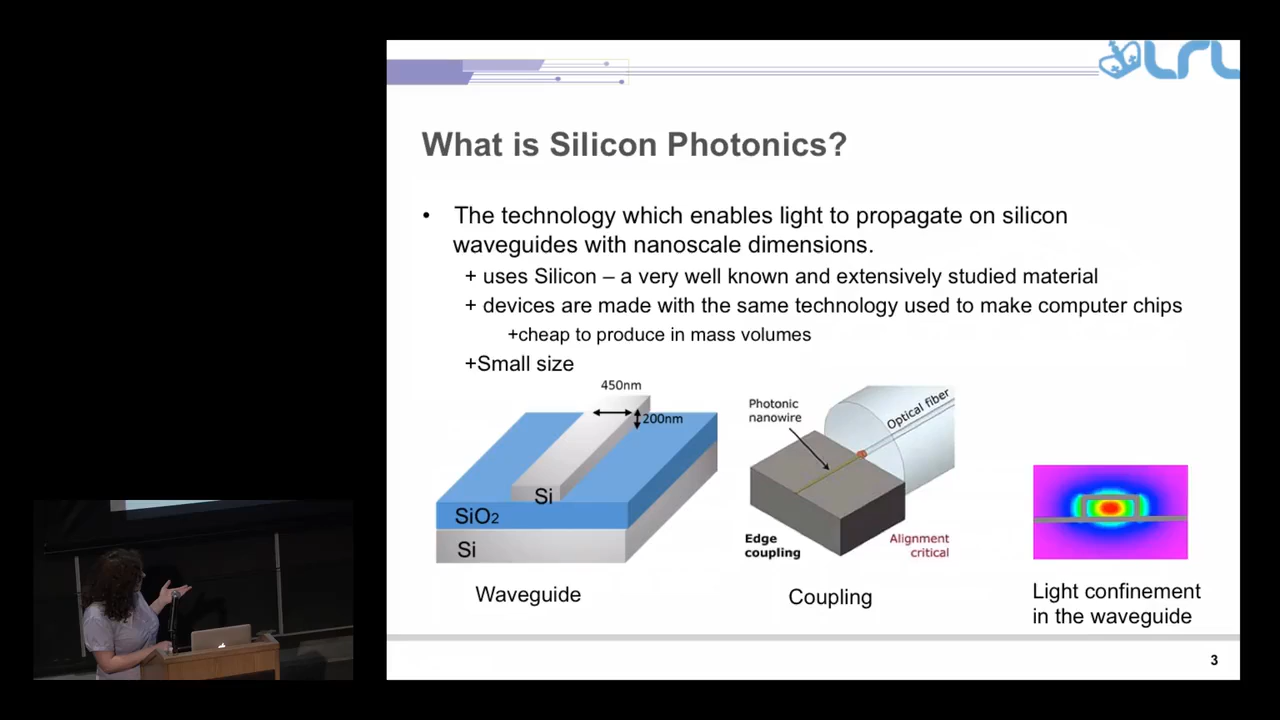 LRL
What is Silicon Photonics?
• The technology which enables light to propagate on silicon
waveguides with nanoscale dimensions.
+ uses Silicon – a very well known and extensively studied material
+ devices are made with the same technology used to make computer chips
+cheap to produce in mass volumes
+Small size
450nm
200nm
Si
SiO2
Si
Waveguide
Photonic
nanowire
Optical fiber
Edge
coupling
Alignment
critical
Coupling
Light confinement
in the waveguide
3